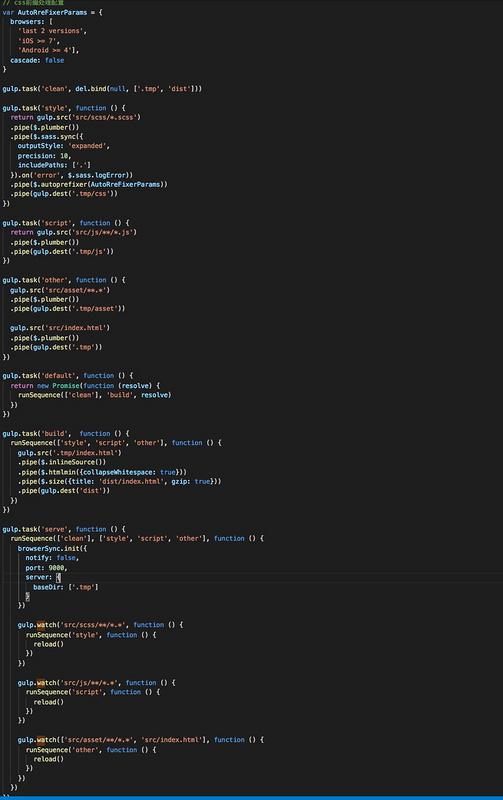 // css前缀处理配置
var AutoRreFixerParams = {
  browsers: [
    'last 2 versions',
    'iOS >= 7',
    'Android >= 4'],
  cascade: false
}
gulp.task('clean', del.bind(null, ['.tmp', 'dist']))
gulp.task('style', function () {
  return gulp.src('src/scss/*.scss')
  .pipe($.plumber())
  .pipe($.sass.sync({
    outputStyle: 'expanded',
    precision: 10,
    includePaths: ['.']
  }).on('error', $.sass.logError))
  .pipe($.autoprefixer(AutoRreFixerParams))
  .pipe(gulp.dest('.tmp/css'))
})
gulp.task('script', function () {
  return gulp.src('src/js/**/*.js')
  .pipe($.plumber())
  .pipe(gulp.dest('.tmp/js'))
})
gulp.task('other', function () {
  gulp.src('src/asset/**.*')
  .pipe($.plumber())
  .pipe(gulp.dest('.tmp/asset'))
  gulp.src('src/index.html')
  .pipe($.plumber())
  .pipe(gulp.dest('.tmp'))
})
gulp.task('default', function () {
  return new Promise(function (resolve) {
    runSequence(['clean'], 'build', resolve)
  })
})
gulp.task('build',  function () {
  runSequence(['style', 'script', 'other'], function () {
    gulp.src('.tmp/index.html')
    .pipe($.inlineSource())
    .pipe($.htmlmin({collapseWhitespace: true}))
    .pipe($.size({title: 'dist/index.html', gzip: true}))
    .pipe(gulp.dest('dist'))
  })
})
gulp.task('serve', function () {
  runSequence(['clean'], ['style', 'script', 'other'], function () {
    browserSync.init({
      notify: false,
      port: 9000,
      server: {
        baseDir: ['.tmp']
      }
    })
    gulp.watch('src/scss/**/*.*', function () {
      runSequence('style', function () {
        reload()
      })
    })
    gulp.watch('src/js/**/*.*', function () {
      runSequence('script', function () {
        reload()
      })
    })
    gulp.watch(['src/asset/**/*.*', 'src/index.html'], function () {
      runSequence('other', function () {
        reload()
      })
    })
  })
})